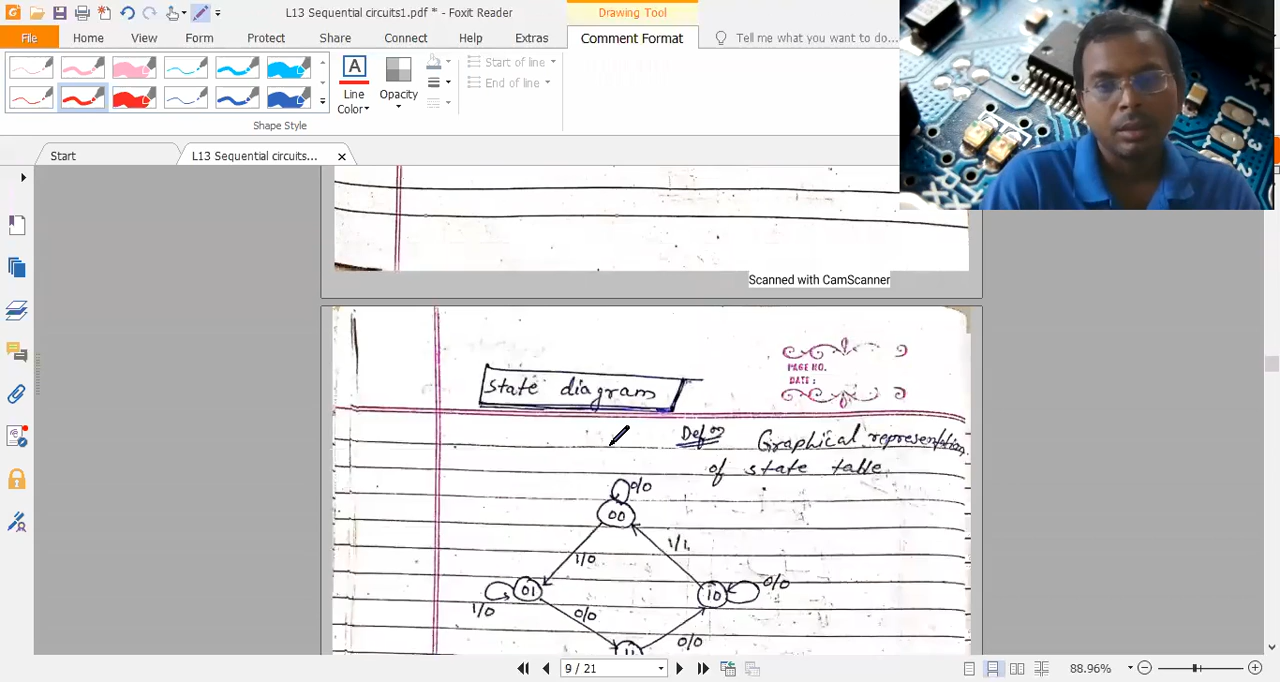 L13 Sequential circuits1.pdf * - Foxit Reader
Drawing Tool
File
Home
View
Form
Protect
Share
Connect
Help
Extras
Comment Format
Tell me what you want to do...
Line
Color
Opacity
Start of line
End of line
Shape Style
Start
L13 Sequential circuits...
Scanned with CamScanner
State diagram
PAGE NO.
DATE :
Defn Graphical representation
of state table.
0/0
00
1/0
1/1
01
1/0
10
0/0
0/0
0/0
11
9 / 21
88.96%